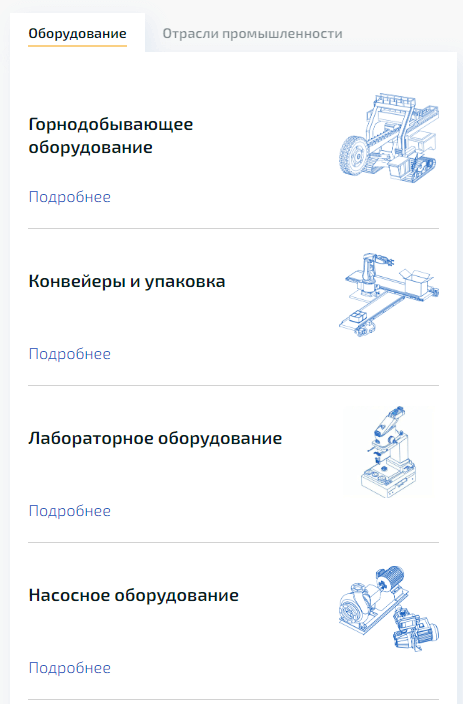 Оборудование Отрасли промышленности
Горнодобывающее
оборудование
Подробнее
Конвейеры и упаковка
Подробнее
Лабораторное оборудование
Подробнее
Насосное оборудование
Подробнее